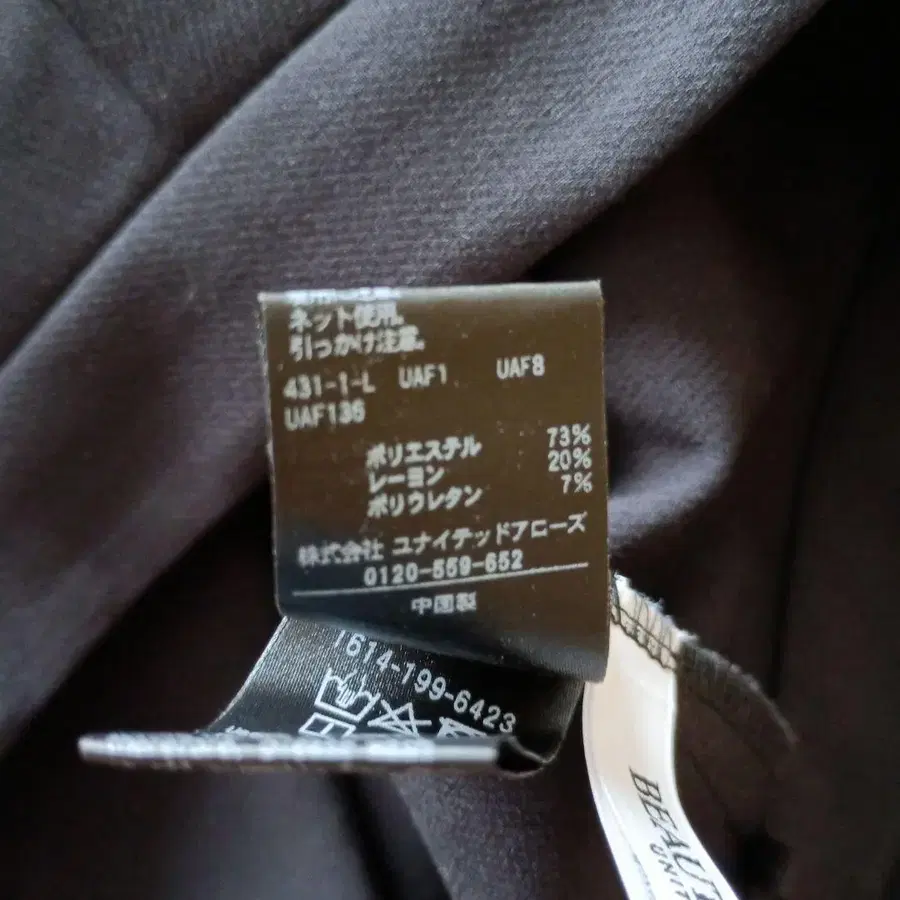 ネット使用。
引っかけ注意。
431-1-L UAF1 UAF8
UAF136
ポリエステル 73%
レーヨン 20%
ポリウレタン 7%
株式会社 ユナイテッドアローズ
0120-559-652
中国製
1614-199-6423
BEAUT
UNIT